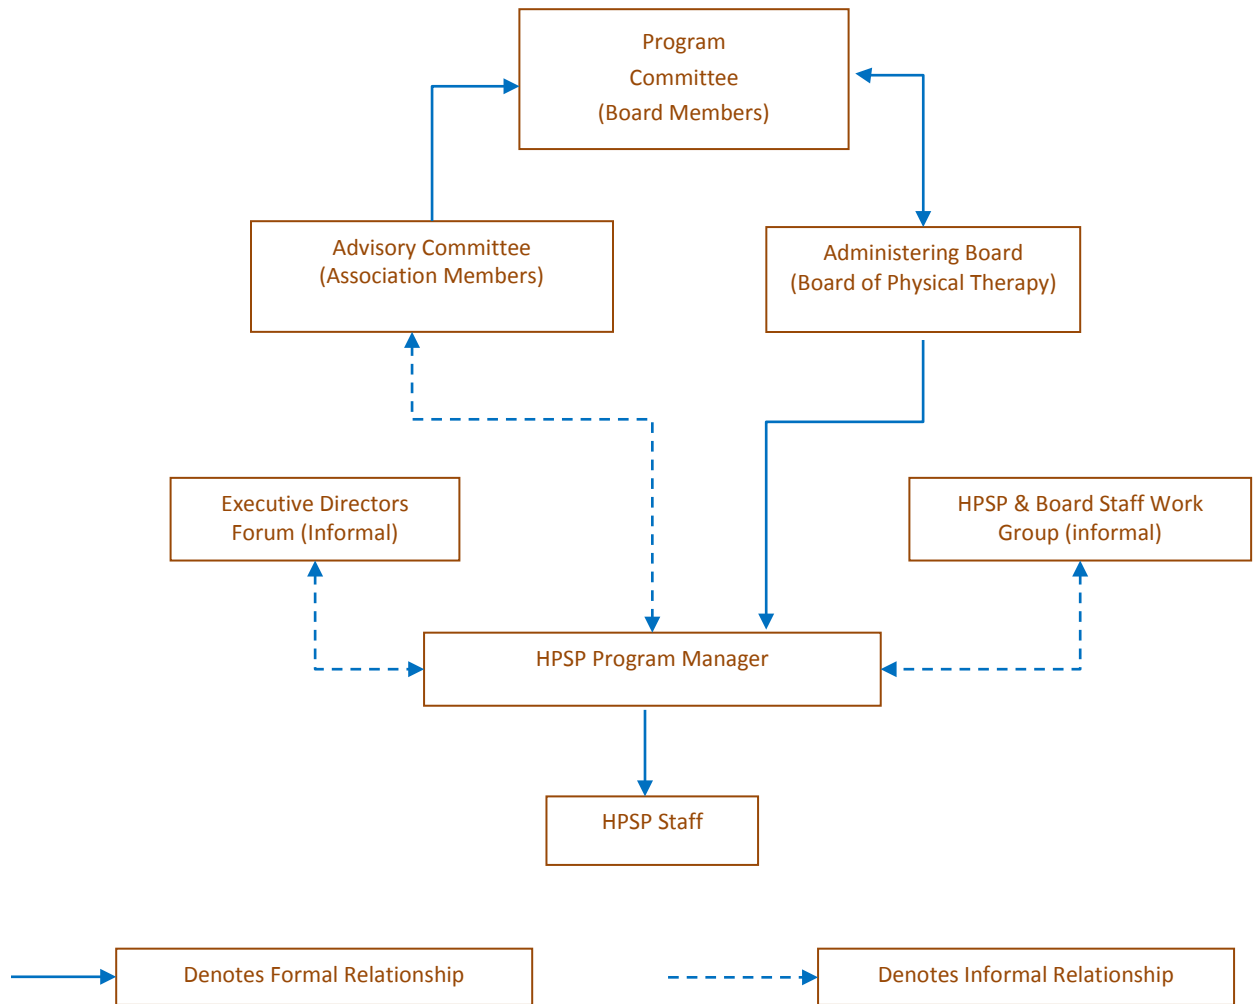 Program
Committee
(Board Members)
Advisory Committee
(Association Members)
Administering Board
(Board of Physical Therapy)
Executive Directors
Forum (Informal)
HPSP & Board Staff Work
Group (informal)
HPSP Program Manager
HPSP Staff
Denotes Formal Relationship
Denotes Informal Relationship